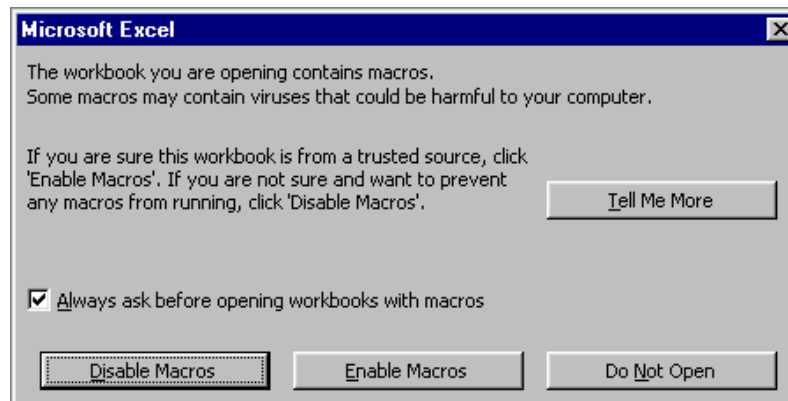 Microsoft Excel
The workbook you are opening contains macros.
Some macros may contain viruses that could be harmful to your computer.
If you are sure this workbook is from a trusted source, click
'Enable Macros'. If you are not sure and want to prevent
any macros from running, click 'Disable Macros'.
Tell Me More
Always ask before opening workbooks with macros
Disable Macros
Enable Macros
Do Not Open